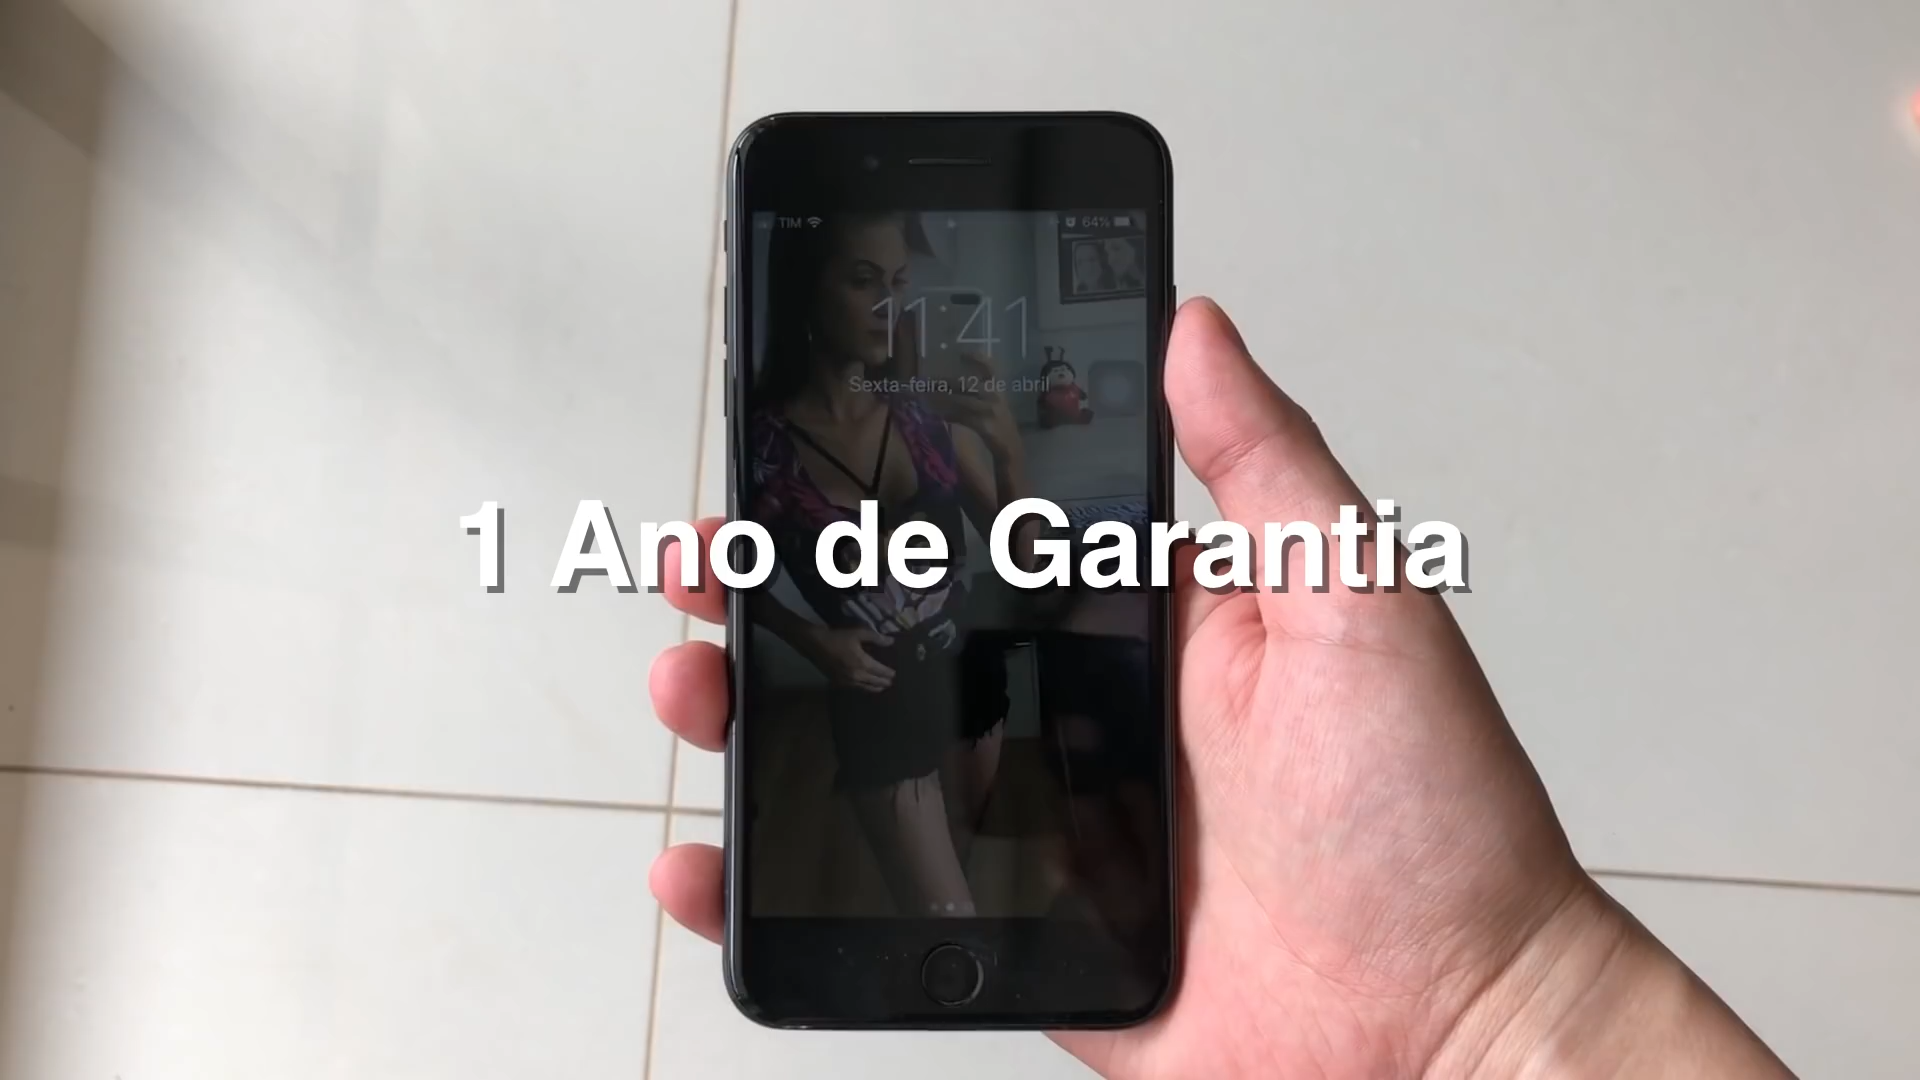 TIM 64%
11:41
Sexta-feira, 12 de abril
1 Ano de Garantia